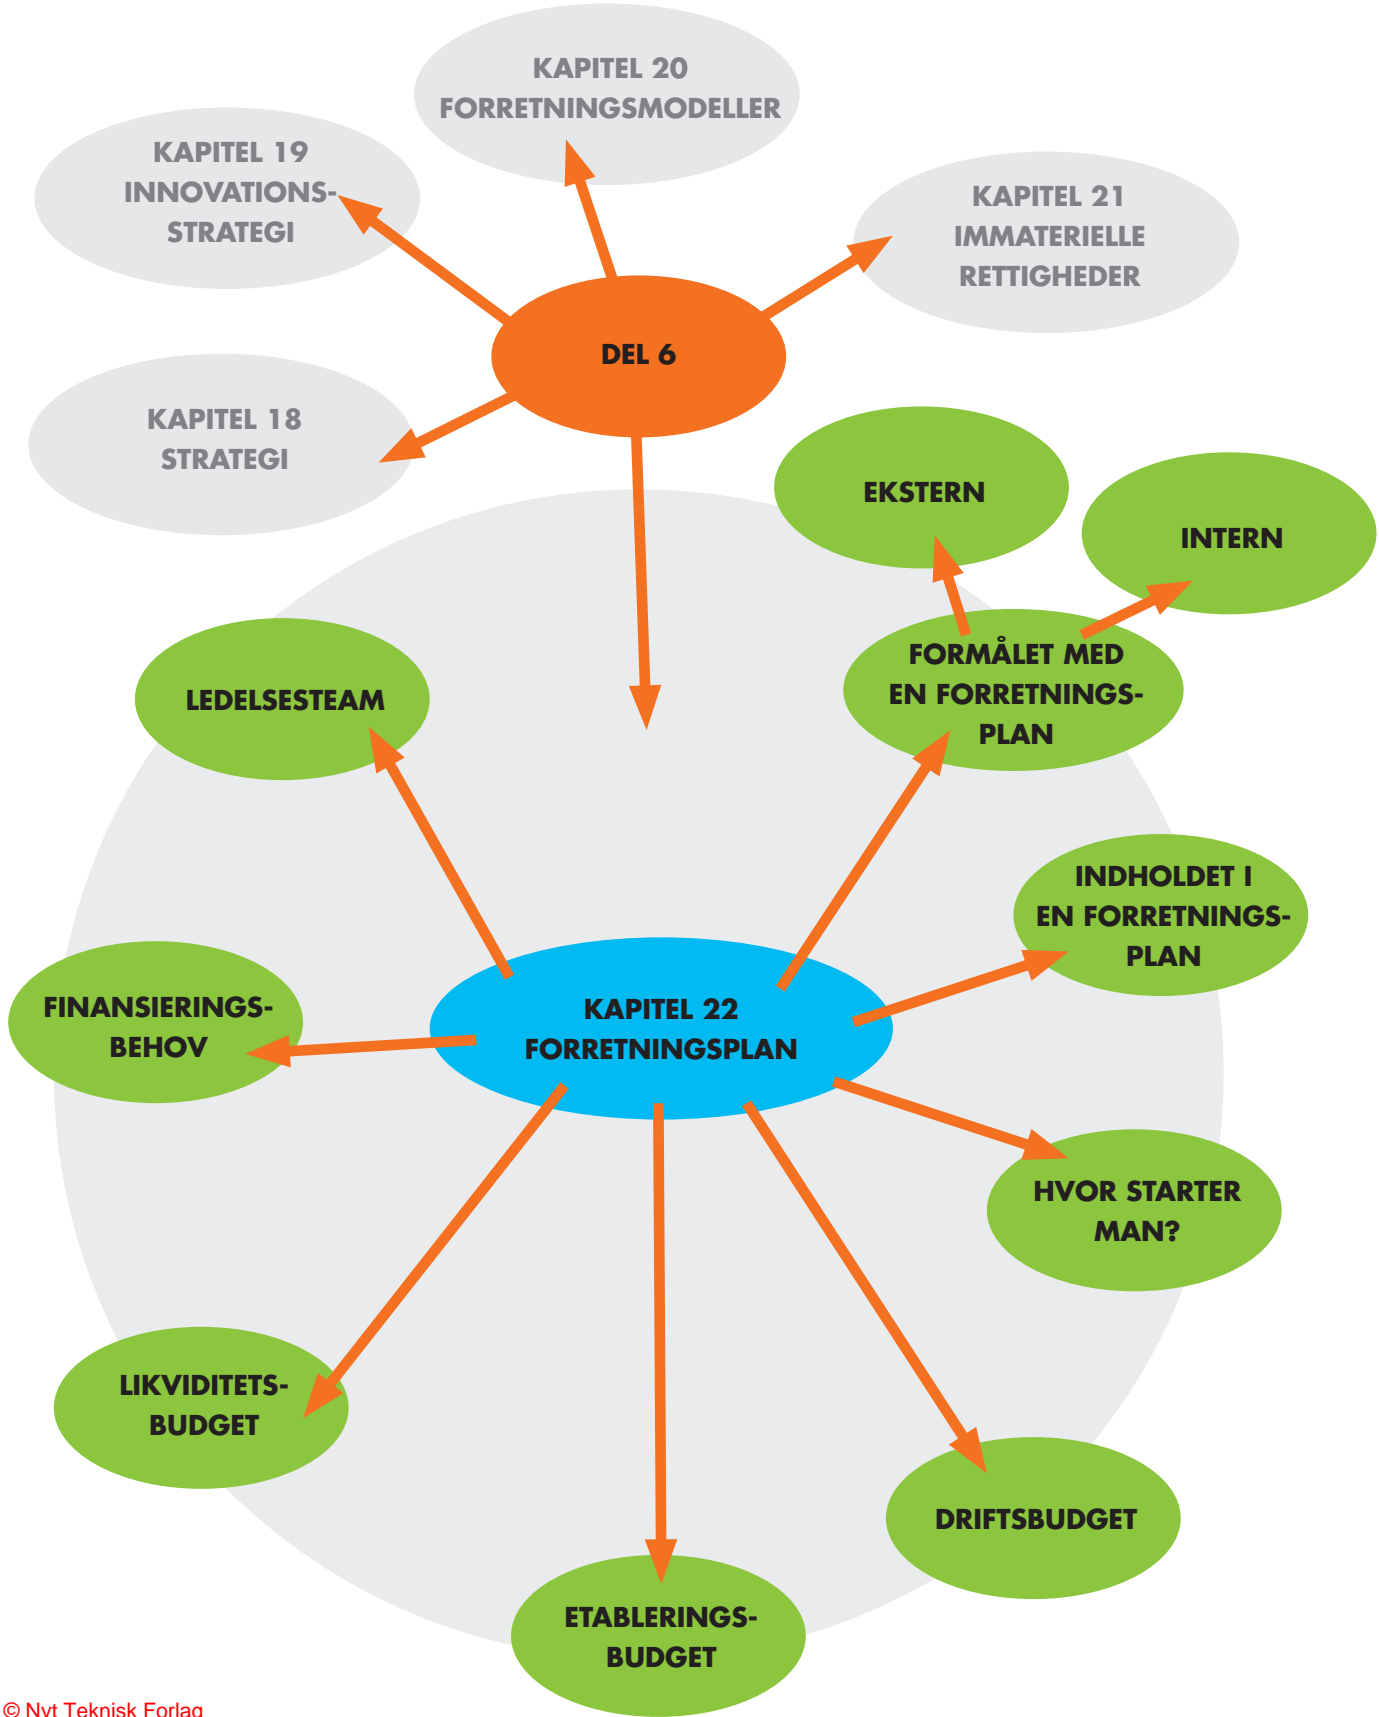 KAPITEL 20
FORRETNINGSMODELLER
KAPITEL 19
INNOVATIONS-
STRATEGI
KAPITEL 21
IMMATERIELLE
RETTIGHEDER
DEL 6
KAPITEL 18
STRATEGI
EKSTERN
INTERN
FORMÅLET MED
EN FORRETNINGS-
PLAN
LEDELSESTEAM
INDHOLDET I
EN FORRETNINGS-
PLAN
FINANSIERINGS-
BEHOV
KAPITEL 22
FORRETNINGSPLAN
HVOR STARTER
MAN?
LIKVIDITETS-
BUDGET
DRIFTSBUDGET
ETABLERINGS-
BUDGET
© Nyt Teknisk Forlag